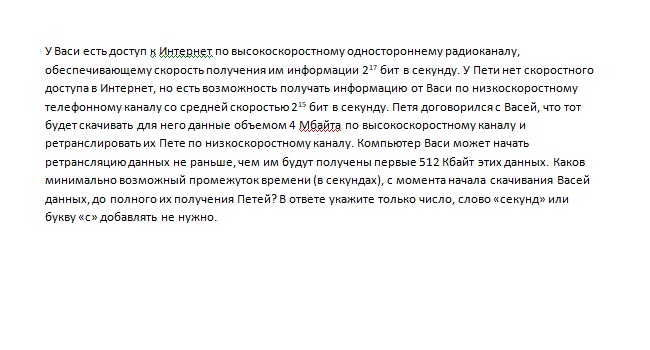 У Васи есть доступ к Интернет по высокоскоростному одностороннему радиоканалу,
обеспечивающему скорость получения им информации 2¹⁷ бит в секунду. У Пети нет скоростного
доступа в Интернет, но есть возможность получать информацию от Васи по низкоскоростному
телефонному каналу со средней скоростью 2¹⁵ бит в секунду. Петя договорился с Васей, что тот
будет скачивать для него данные объемом 4 Мбайта по высокоскоростному каналу и
ретранслировать их Пете по низкоскоростному каналу. Компьютер Васи может начать
ретрансляцию данных не раньше, чем им будут получены первые 512 Кбайт этих данных. Каков
минимально возможный промежуток времени (в секундах), с момента начала скачивания Васей
данных, до полного их получения Петей? В ответе укажите только число, слово «секунд» или
букву «с» добавлять не нужно.